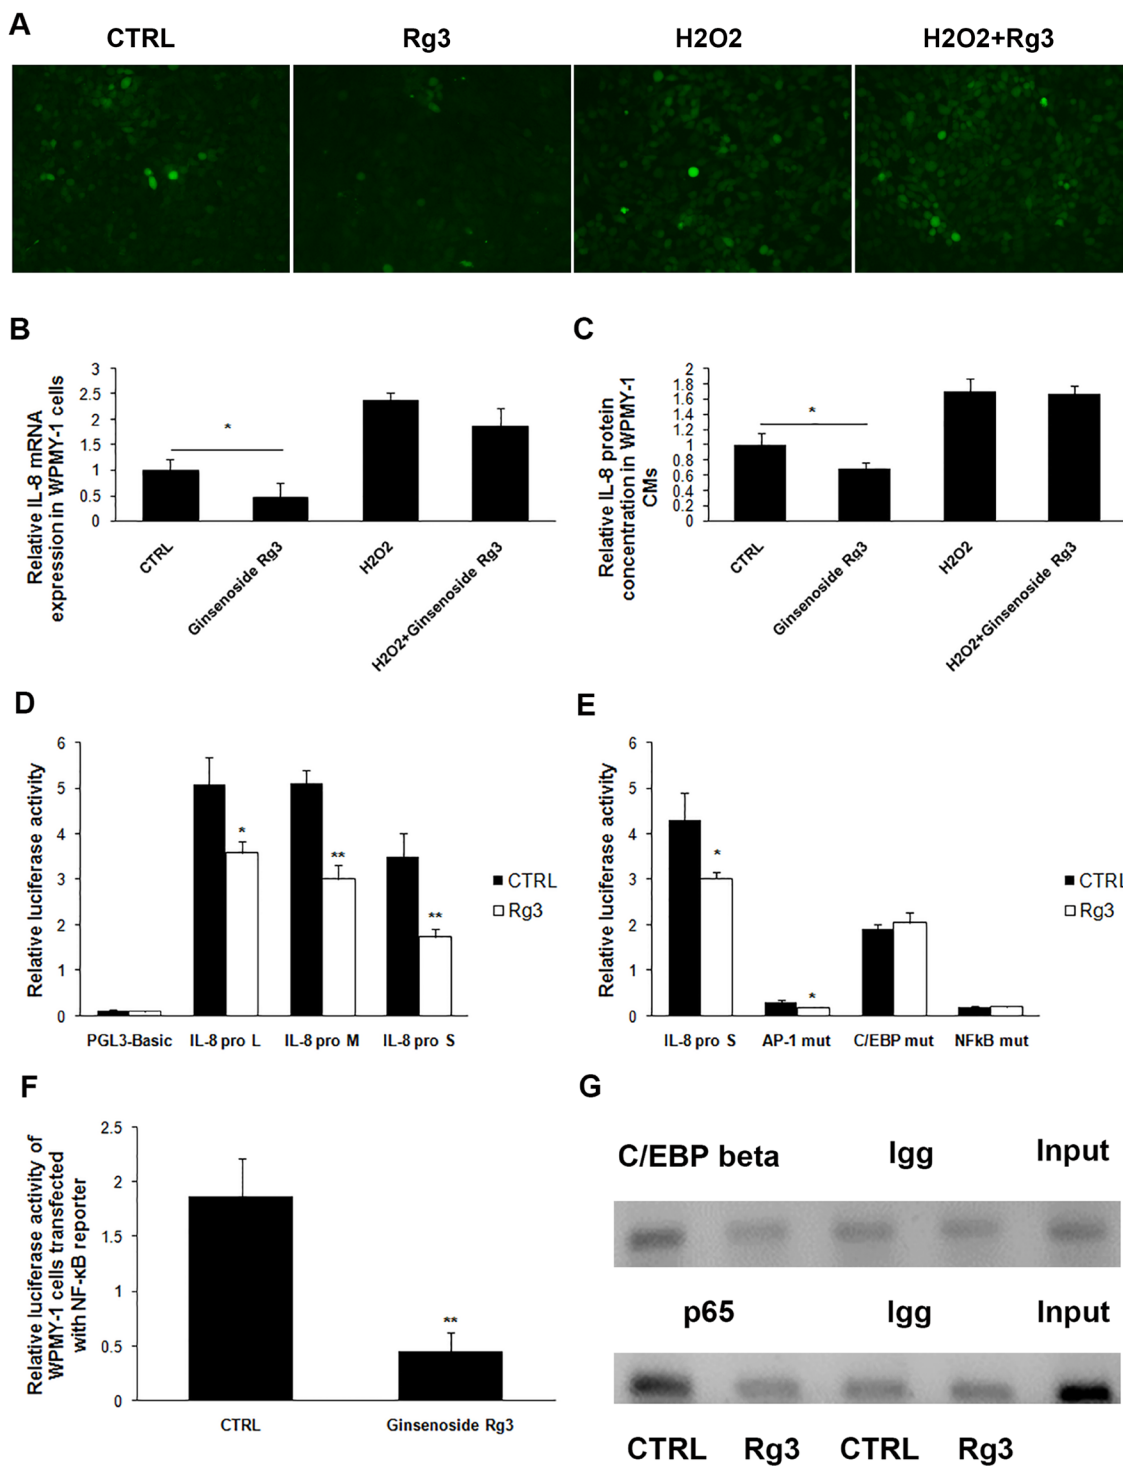 A
CTRL
Rg3
H2O2
H2O2+Rg3
B
Relative IL-8 mRNA
expression in WPMY-1 cells
3
2.5
2
1.5
1
0.5
0
*
CTRL
Ginsenoside Rg3
H2O2
H2O2+Ginsenoside Rg3
C
Relative IL-8 protein
concentration in WPMY-1
CMs
2
1.8
1.6
1.4
1.2
1
0.8
0.6
0.4
0.2
0
*
CTRL
Ginsenoside Rg3
H2O2
H2O2+Ginsenoside Rg3
D
Relative luciferase activity
6
5
4
3
2
1
0
*
**
**
PGL3-Basic
IL-8 pro L
IL-8 pro M
IL-8 pro S
CTRL
Rg3
E
Relative luciferase activity
6
5
4
3
2
1
0
*
*
IL-8 pro S
AP-1 mut
C/EBP mut
NFkB mut
CTRL
Rg3
F
Relative luciferase activity of
WPMY-1 cells transfected
with NF-κB reporter
2.5
2
1.5
1
0.5
0
**
CTRL
Ginsenoside Rg3
G
C/EBP beta
Igg
Input
p65
Igg
Input
CTRL
Rg3
CTRL
Rg3